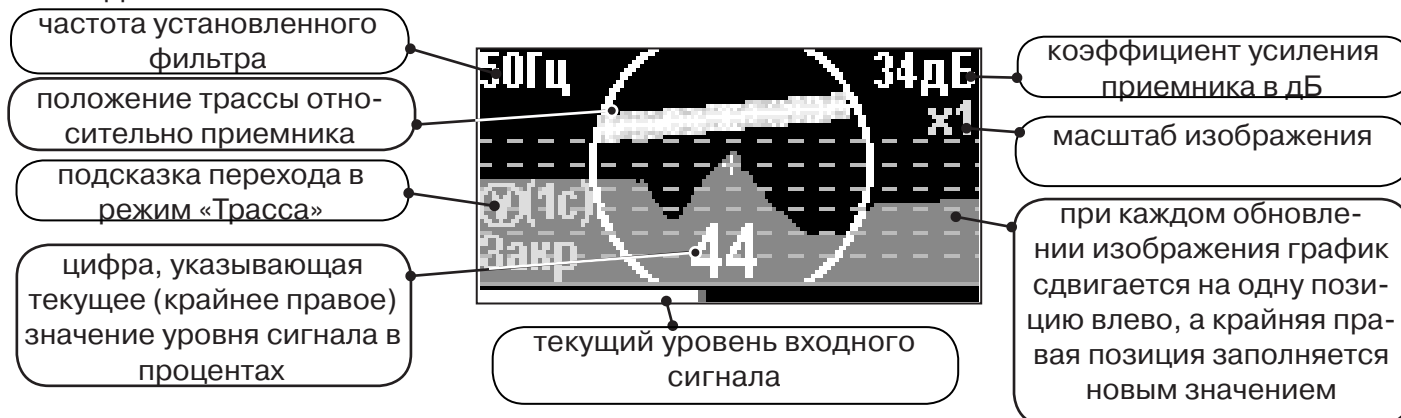 частота установленного
фильтра
положение трассы отно-
сительно приемника
подсказка перехода в
режим «Трасса»
цифра, указывающая
текущее (крайнее правое)
значение уровня сигнала в
процентах
50Гц
34дБ
x1
(1с)
Закр
44
текущий уровень входного
сигнала
коэффициент усиления
приемника в дБ
масштаб изображения
при каждом обновле-
нии изображения график
сдвигается на одну пози-
цию влево, а крайняя пра-
вая позиция заполняется
новым значением